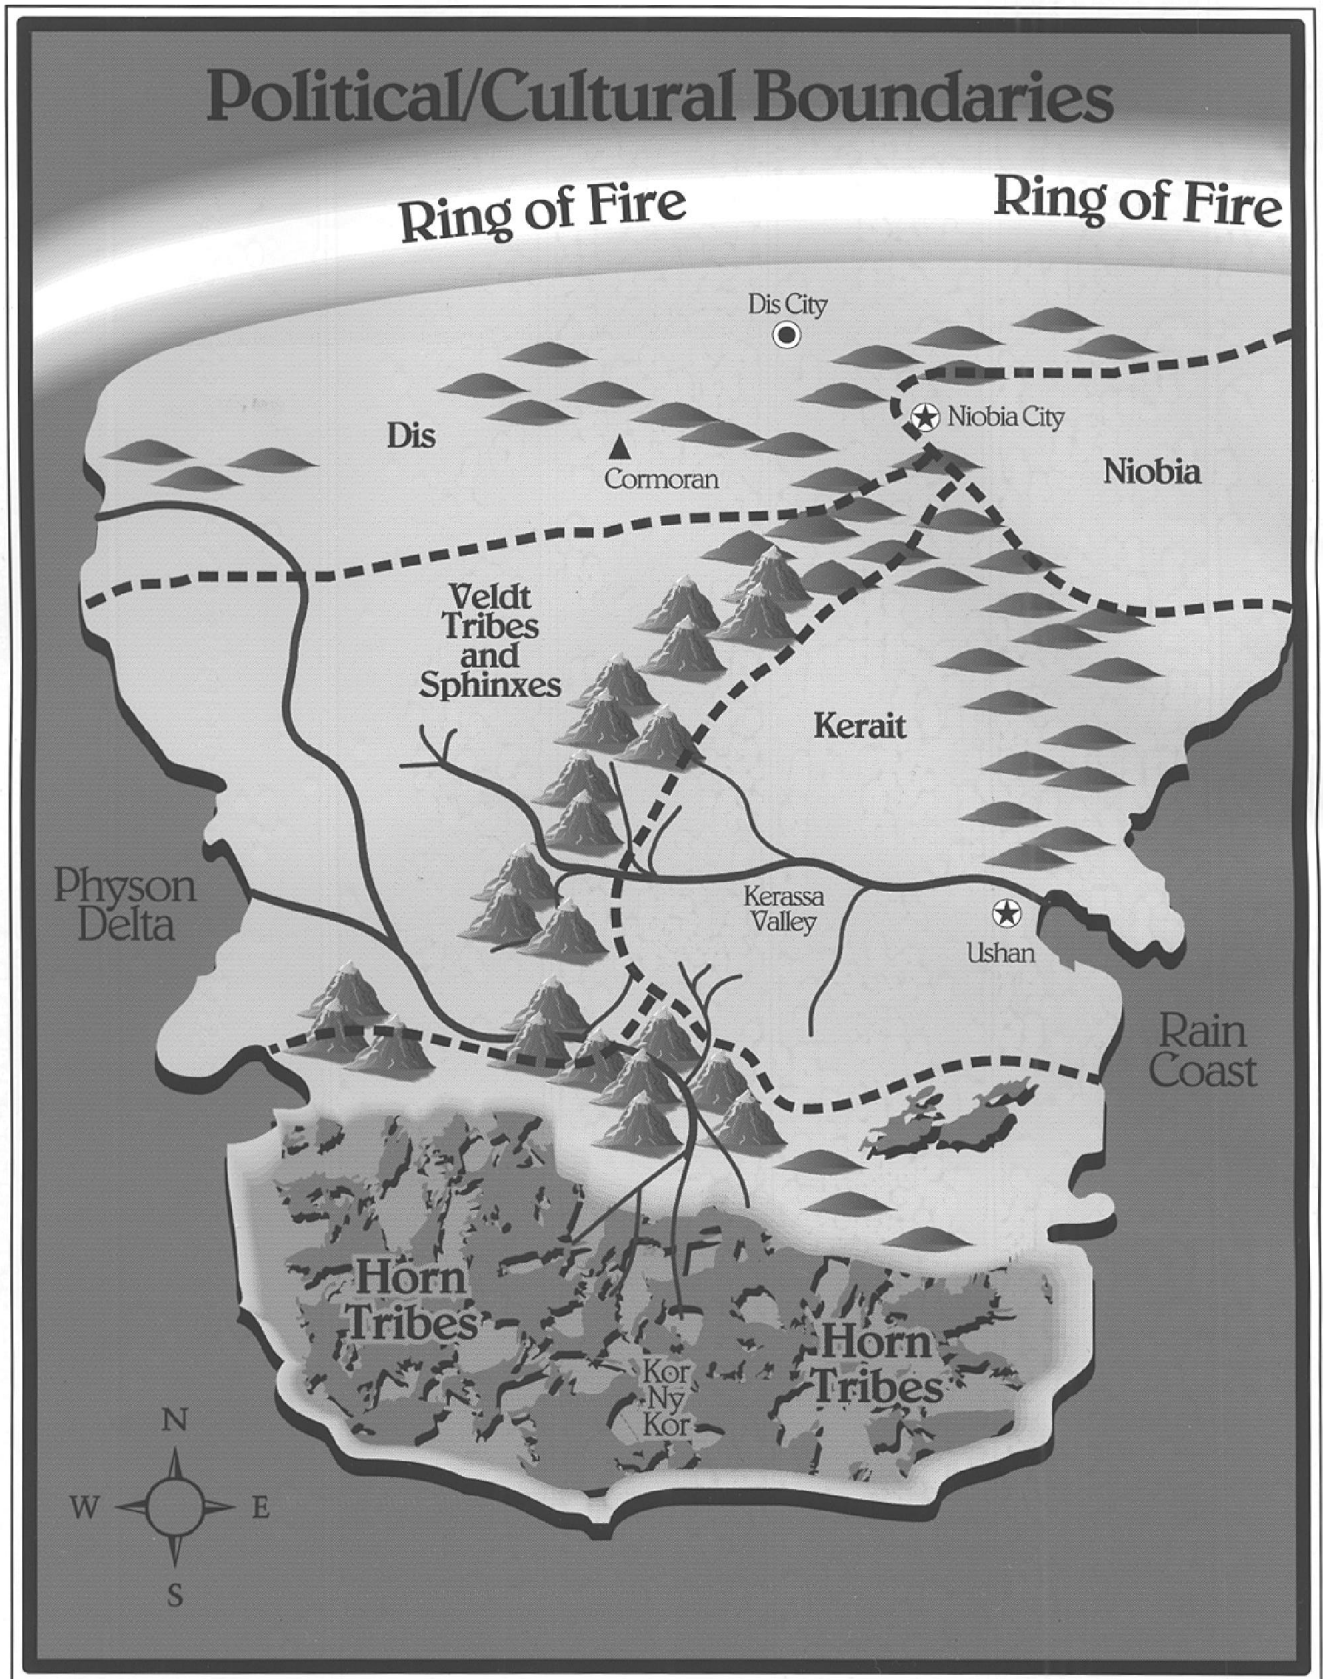 Political/Cultural Boundaries
Ring of Fire
Ring of Fire
Dis City
Niobia City
Dis
Cormoran
Niobia
Veldt
Tribes
and
Sphinxes
Kerait
Physon
Delta
Kerassa
Valley
Ushan
Rain
Coast
Horn
Tribes
Horn
Tribes
Kor
Ny
Kor
N
W
E
S